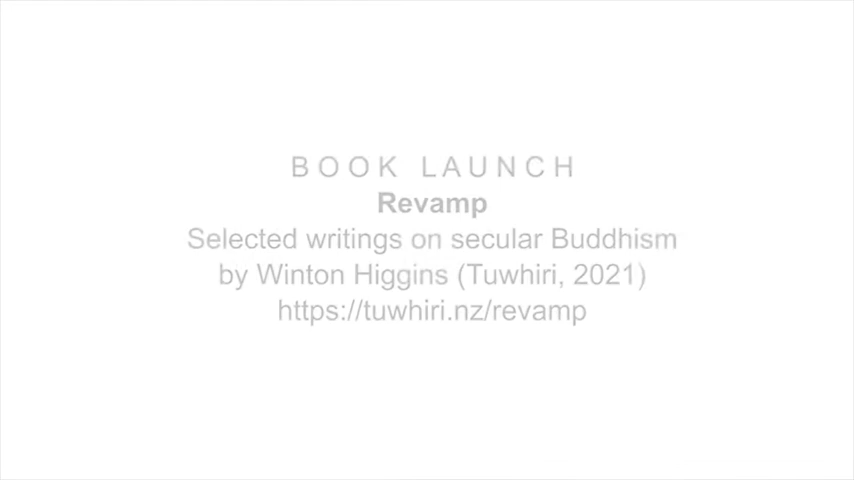 BOOK LAUNCH
Revamp
Selected writings on secular Buddhism
by Winton Higgins (Tuwhiri, 2021)
https://tuwhiri.nz/revamp